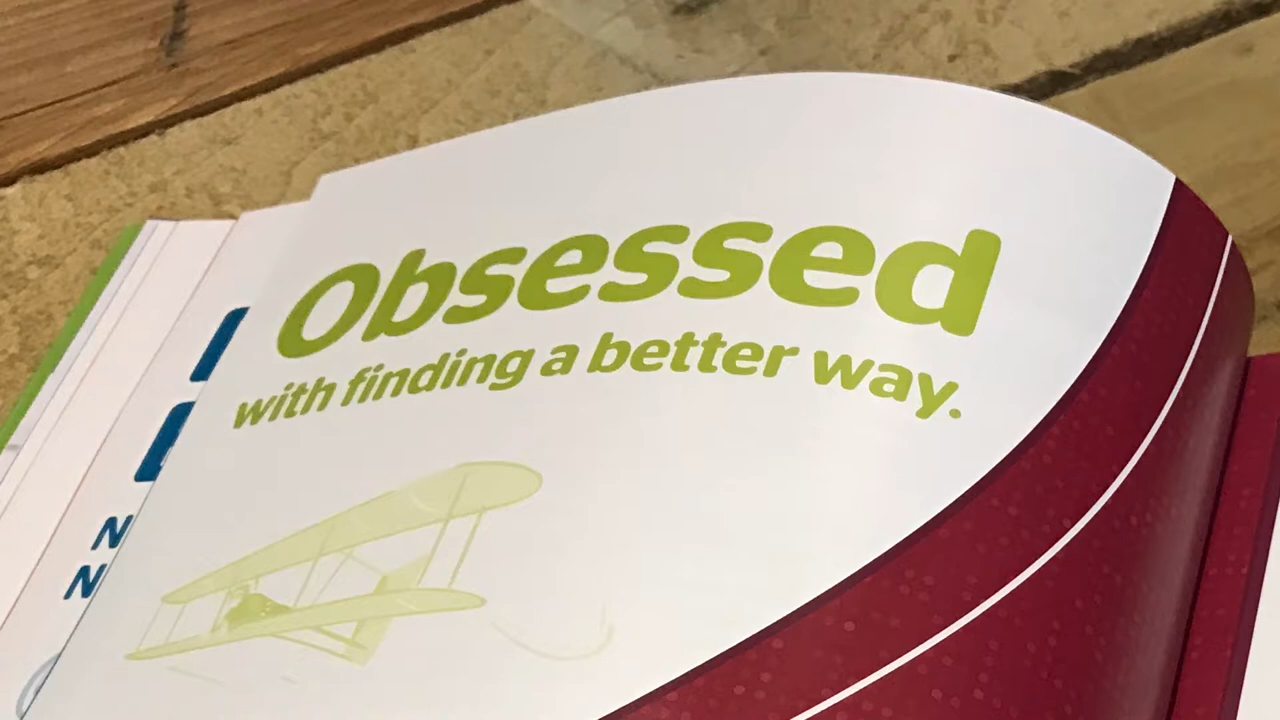 Obsessed
with finding a better way.
N
N